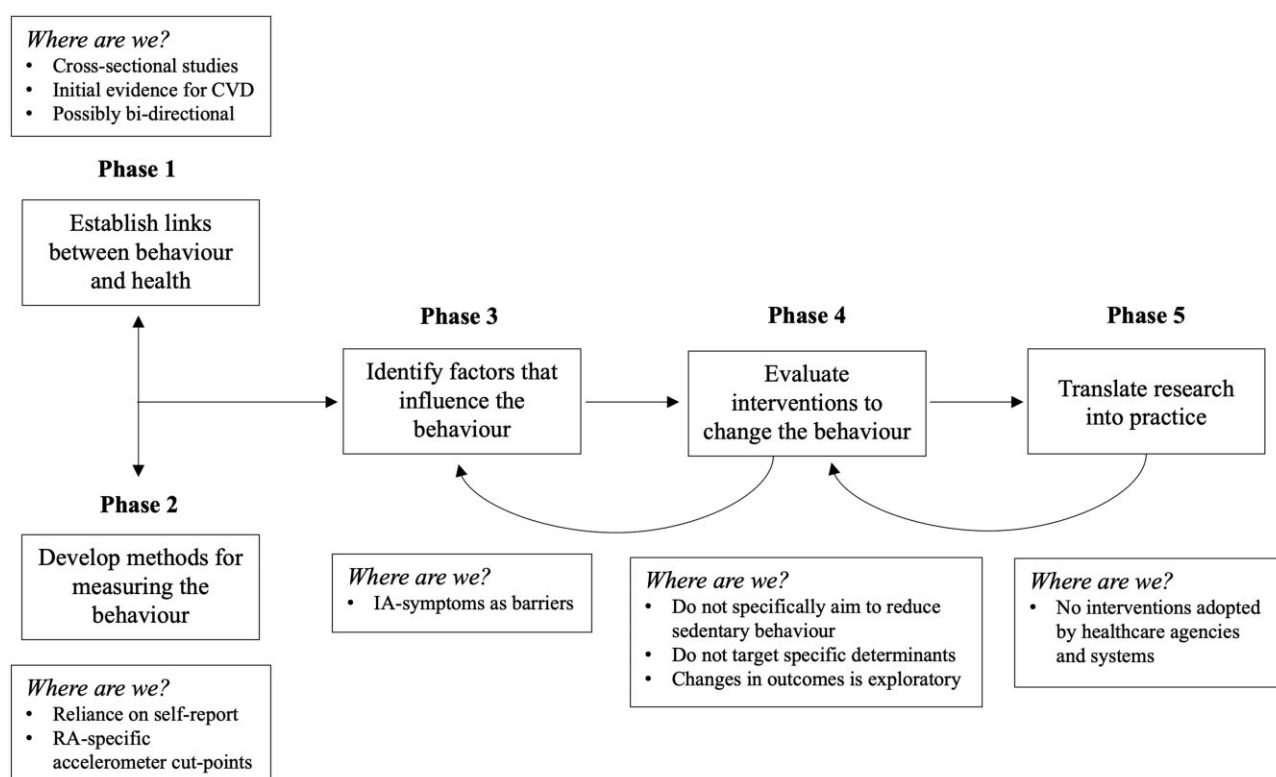 Where are we?
• Cross-sectional studies
• Initial evidence for CVD
• Possibly bi-directional
Phase 1
Establish links
between behaviour
and health
Phase 2
Develop methods for
measuring the
behaviour
Where are we?
• Reliance on self-report
• RA-specific
accelerometer cut-points
Phase 3
Identify factors that
influence the
behaviour
Where are we?
• IA-symptoms as barriers
Phase 4
Evaluate
interventions to
change the behaviour
Where are we?
• Do not specifically aim to reduce
sedentary behaviour
• Do not target specific determinants
• Changes in outcomes is exploratory
Phase 5
Translate research
into practice
Where are we?
• No interventions adopted
by healthcare agencies
and systems